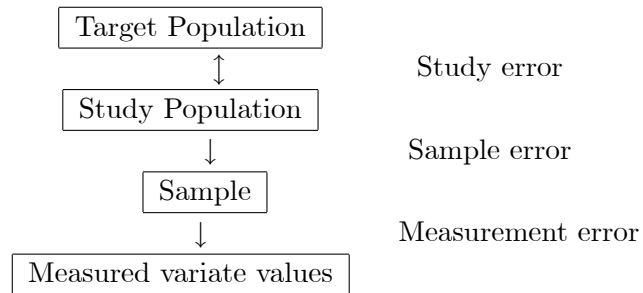 Target Population
Study error
Study Population
Sample error
Sample
Measurement error
Measured variate values